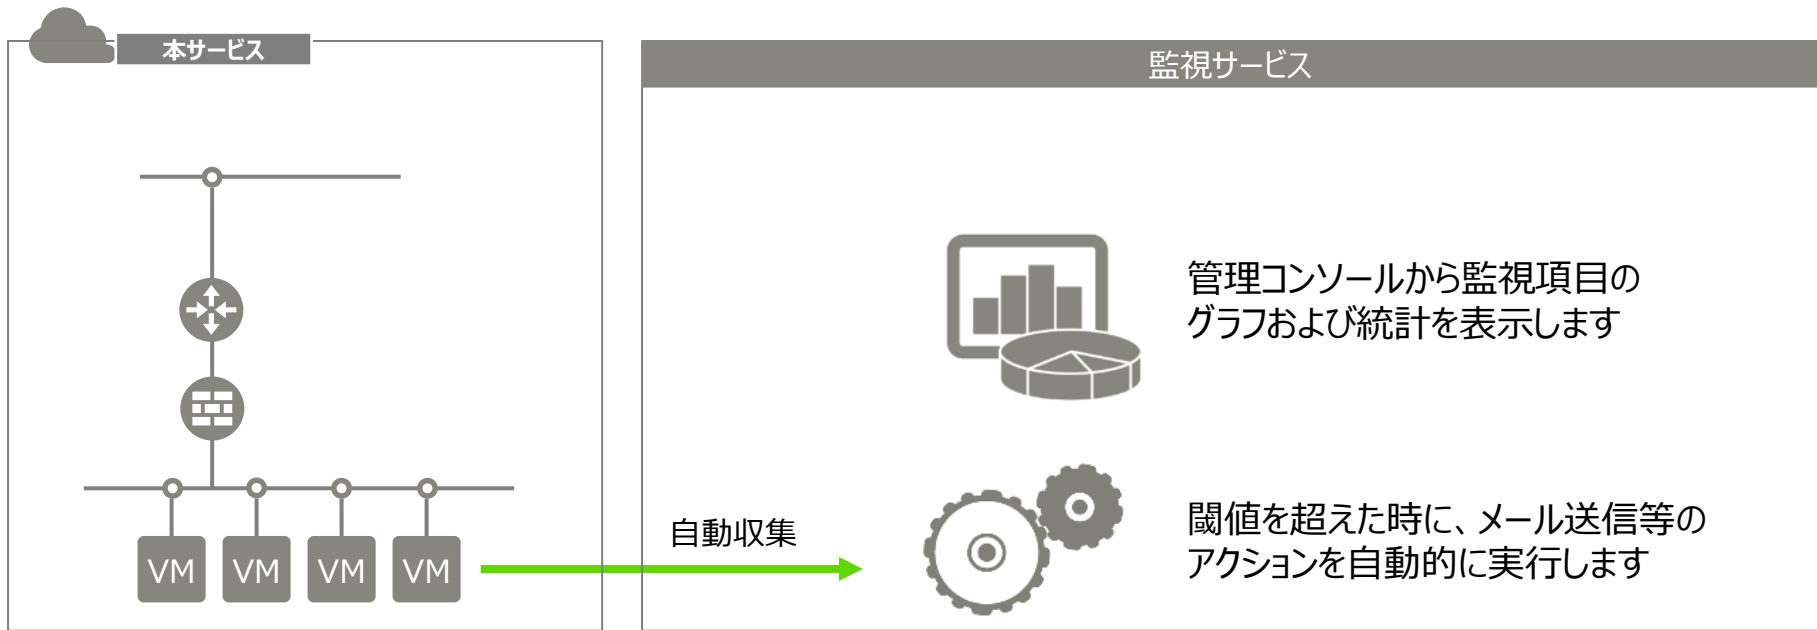 本サービス
監視サービス
管理コンソールから監視項目の
グラフおよび統計を表示します
自動収集
閾値を超えた時に、メール送信等の
アクションを自動的に実行します
VM VM VM VM